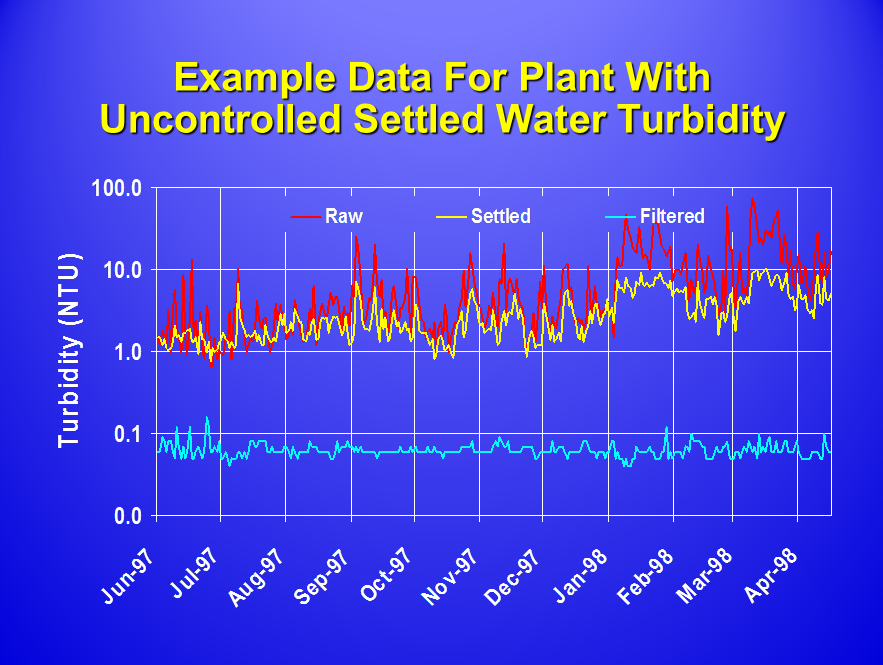 Example Data For Plant With
Uncontrolled Settled Water Turbidity
Raw
Settled
Filtered
Turbidity (NTU)
100.0
10.0
1.0
0.1
0.0
Jun-97
Jul-97
Aug-97
Sep-97
Oct-97
Nov-97
Dec-97
Jan-98
Feb-98
Mar-98
Apr-98